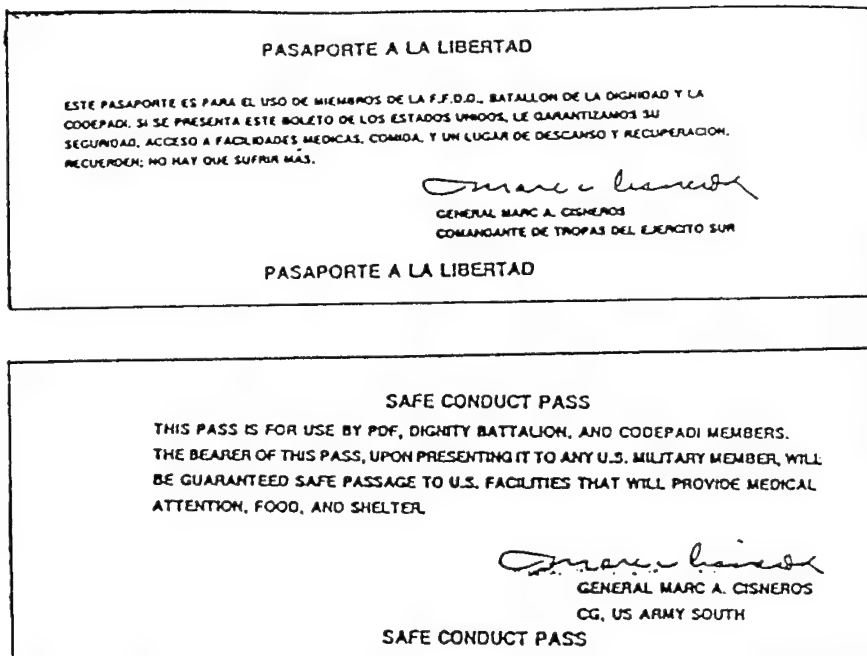 PASAPORTE A LA LIBERTAD
ESTE PASAPORTE ES PARA EL USO DE MIEMBROS DE LA F.F.D.D., BATALLON DE LA DIGNIDAD Y LA
CODEPADI. SI SE PRESENTA ESTE BOLETO DE LOS ESTADOS UNIDOS, LE GARANTIZAMOS SU
SEGURIDAD, ACCESO A FACILIDADES MEDICAS, COMIDA, Y UN LUGAR DE DESCANSO Y RECUPERACION.
RECUERDEN; NO HAY QUE SUFRIR MÁS.
Marc Cisneros
GENERAL MARC A. CISNEROS
COMANDANTE DE TROPAS DEL EJERCITO SUR
PASAPORTE A LA LIBERTAD
SAFE CONDUCT PASS
THIS PASS IS FOR USE BY PDF, DIGNITY BATTALION, AND CODEPADI MEMBERS.
THE BEARER OF THIS PASS, UPON PRESENTING IT TO ANY U.S. MILITARY MEMBER, WILL
BE GUARANTEED SAFE PASSAGE TO U.S. FACILITIES THAT WILL PROVIDE MEDICAL
ATTENTION, FOOD, AND SHELTER.
Marc Cisneros
GENERAL MARC A. CISNEROS
CG, US ARMY SOUTH
SAFE CONDUCT PASS